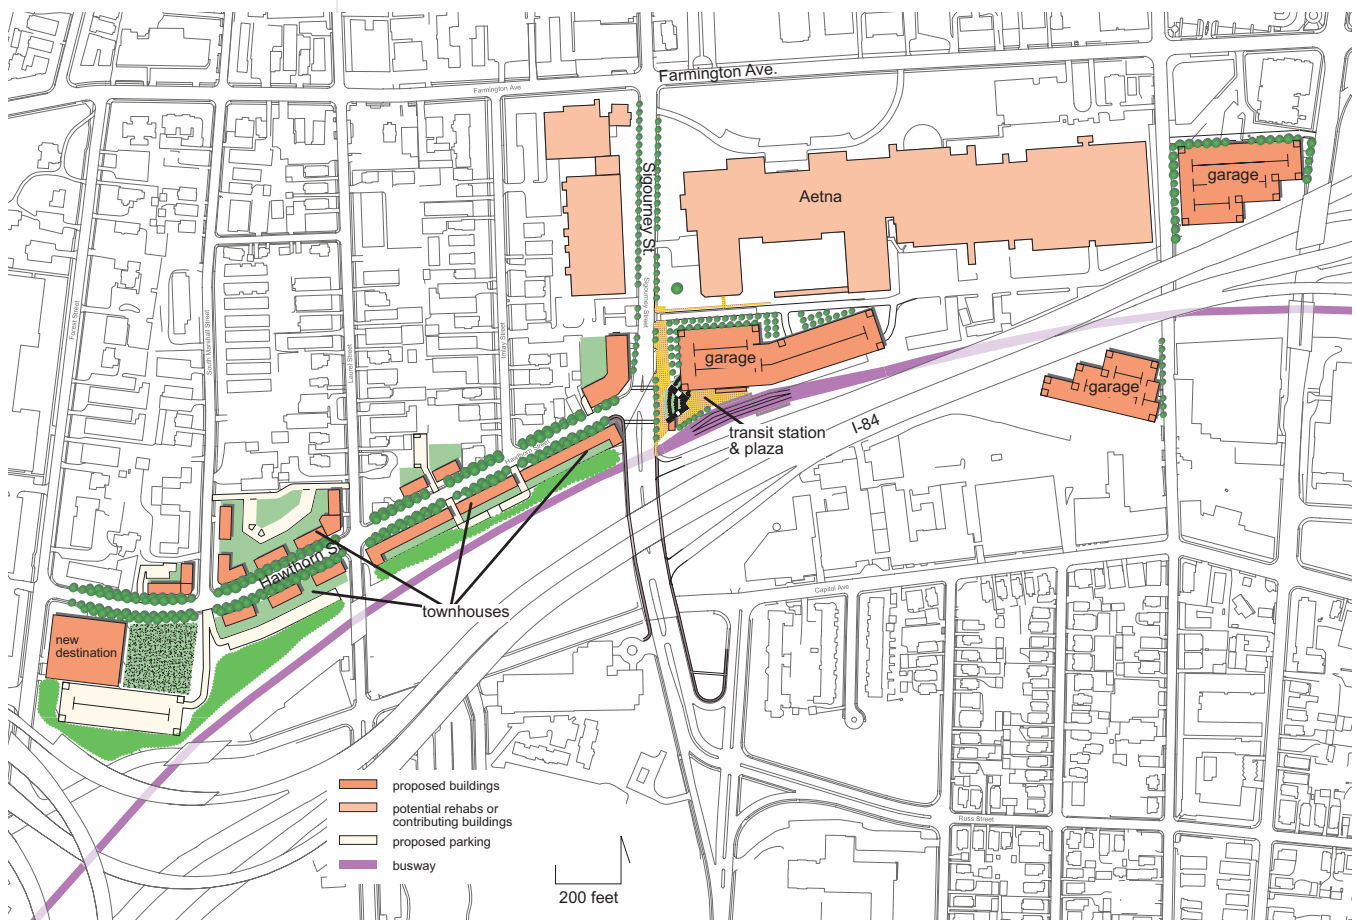 Farmington Ave.
Farmington Ave
garage
Sigourney St.
Aetna
Sigourney Street
Forest Street
South Marshall Street
Laurel Street
Imlay Street
garage
garage
transit station
& plaza
I-84
Hawthorn Street
Hawthorn St.
townhouses
Capitol Ave
new
destination
proposed buildings
potential rehabs or
contributing buildings
proposed parking
busway
200 feet
Russ Street